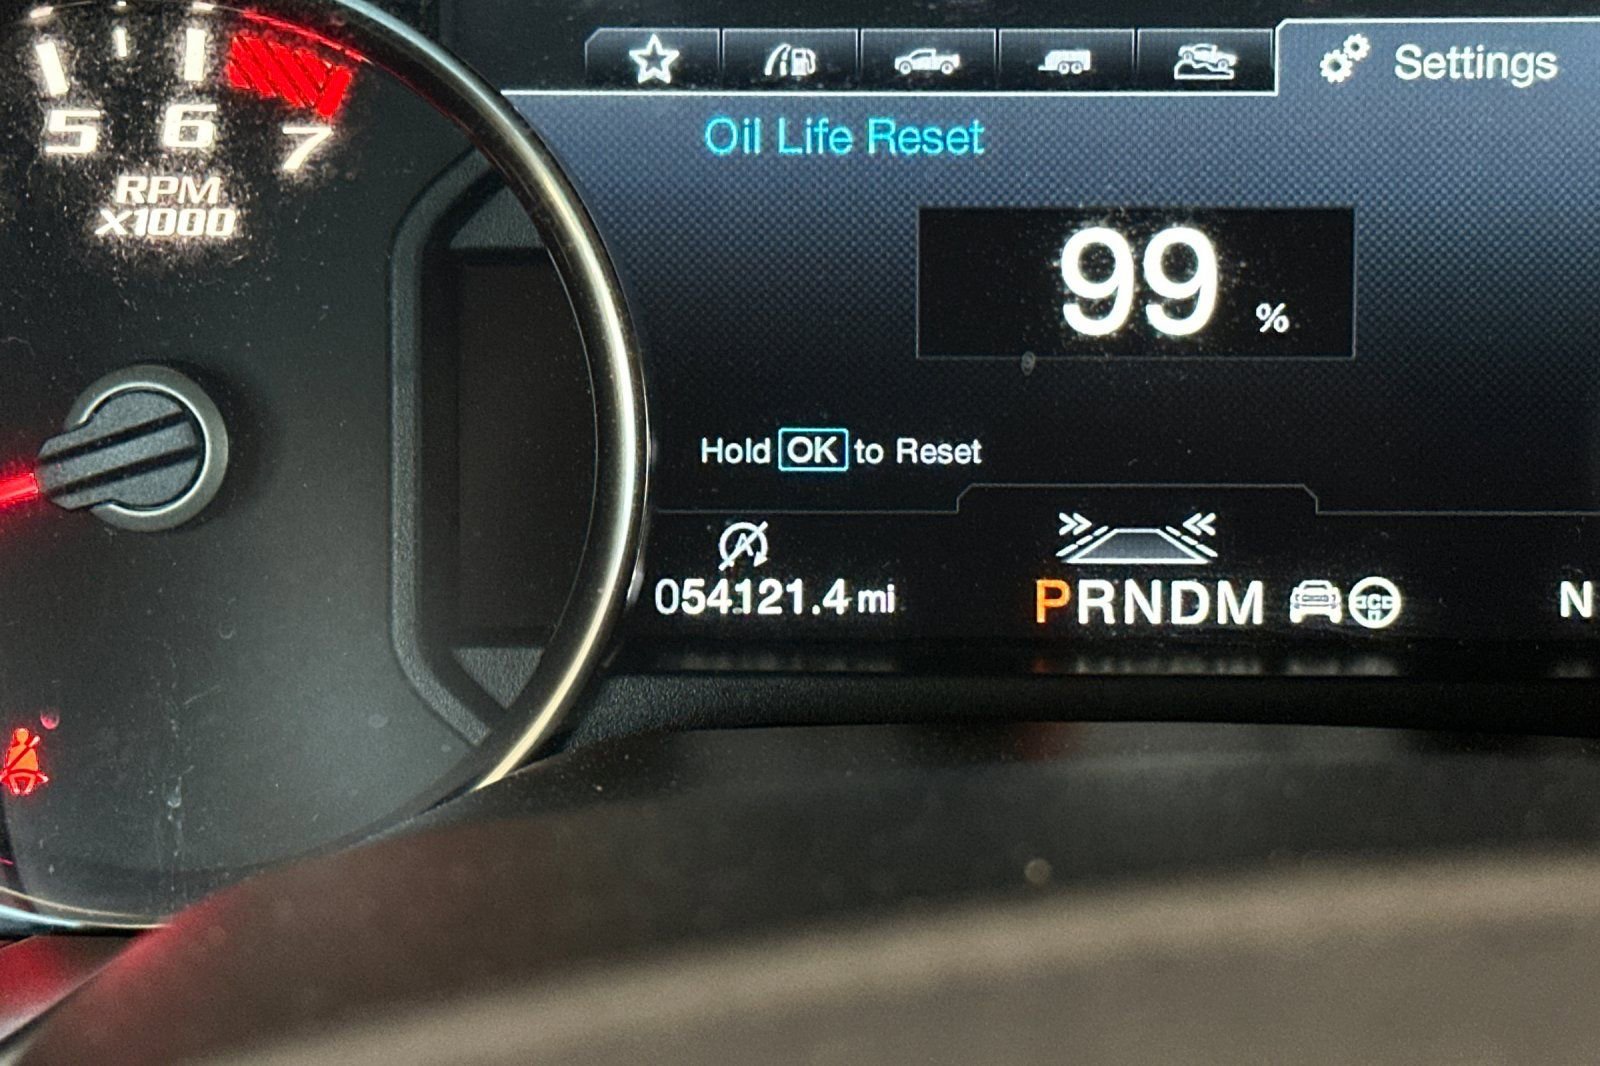 Settings
Oil Life Reset
5 6 7
RPM
X1000
99 %
Hold OK to Reset
054121.4 mi
PRNDM
N